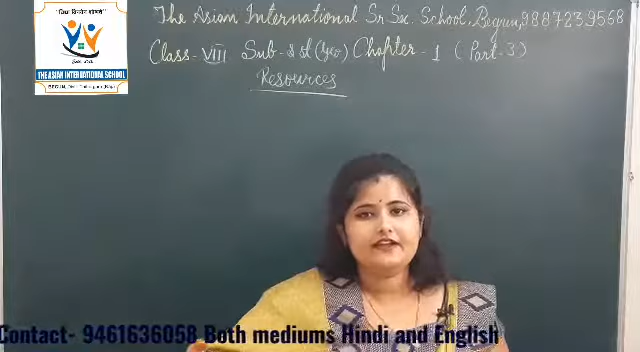 The Asian International Sr. Sec. School, Begun, 9887239568
Class - VIII Sub - S.St (Geo) Chapter - 1 (Part - 3)
Resources
THE ASIAN INTERNATIONAL SCHOOL
Contact- 9461636058 Both mediums Hindi and English